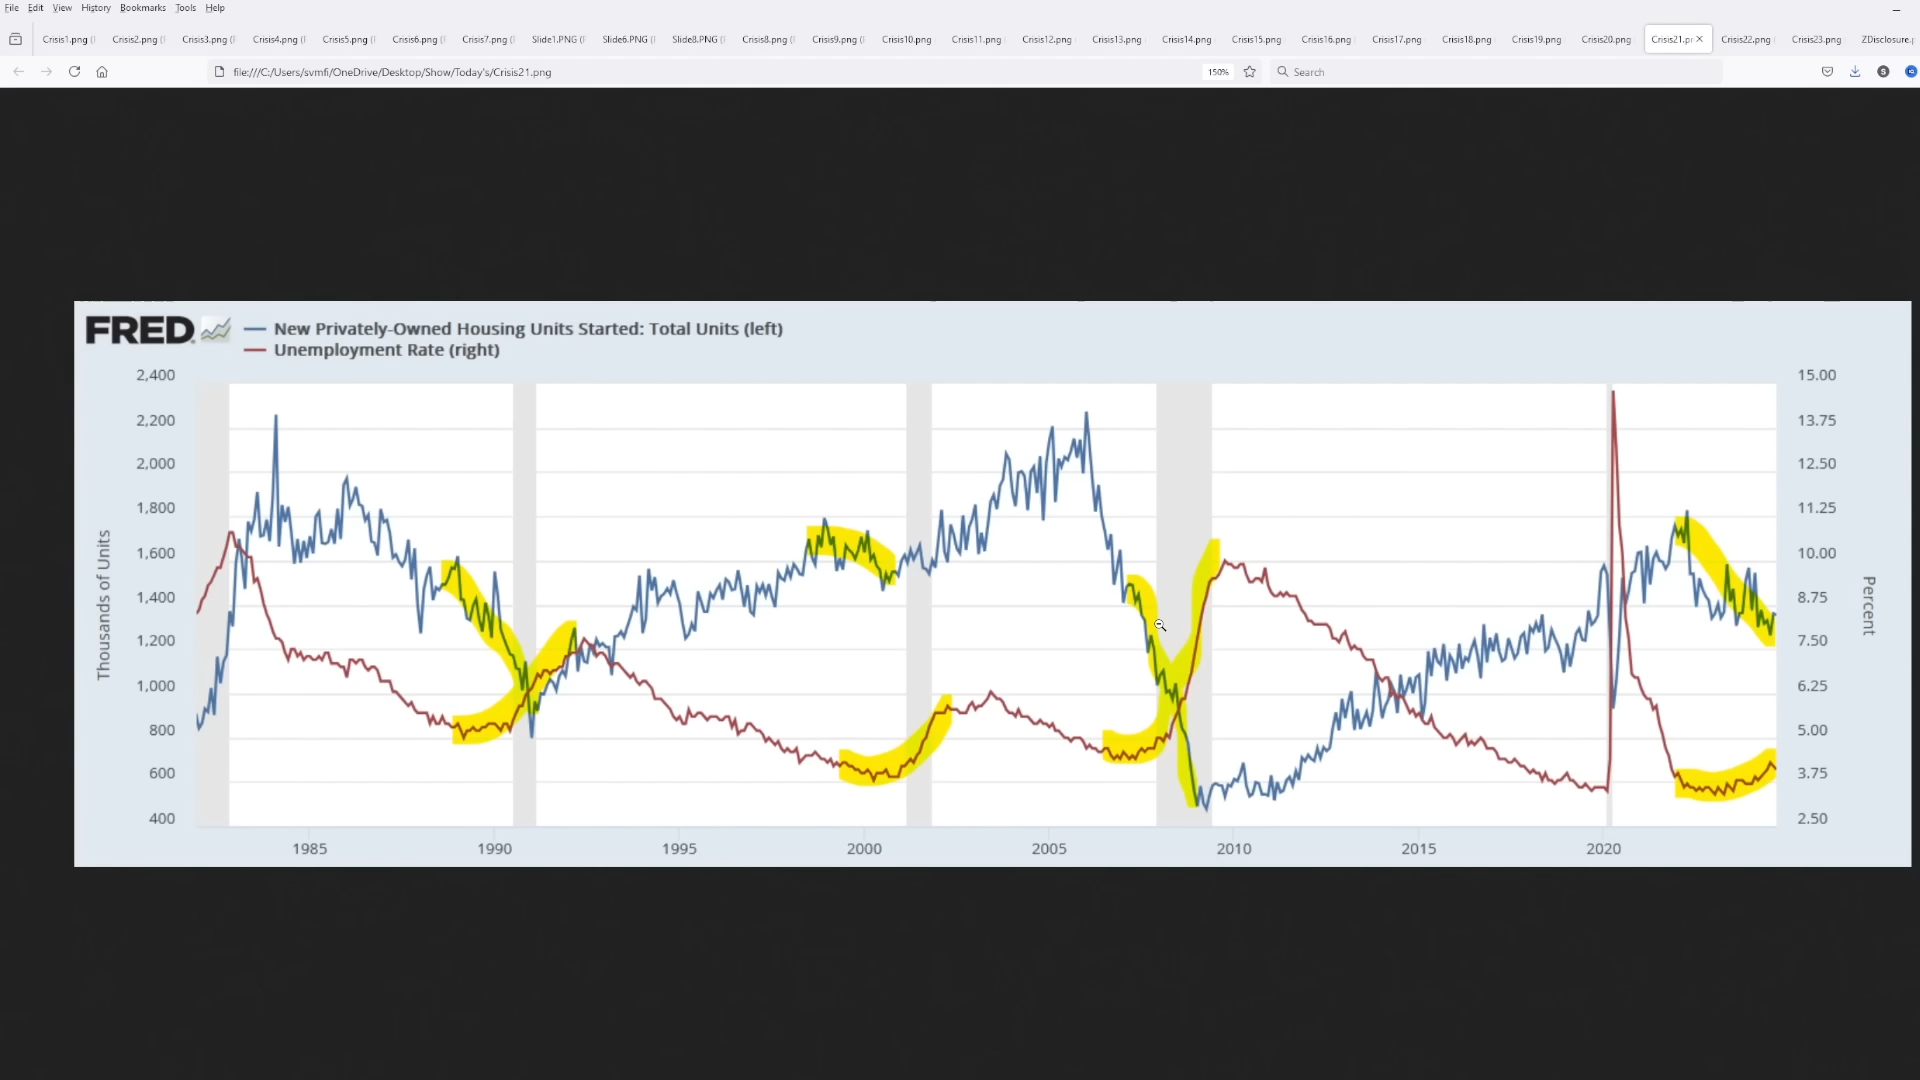 File Edit View History Bookmarks Tools Help
Crisis1.png ( Crisis2.png ( Crisis3.png ( Crisis4.png ( Crisis5.png ( Crisis6.png ( Crisis7.png ( Slide1.PNG ( Slide6.PNG ( Slide8.PNG ( Crisis8.png ( Crisis9.png ( Crisis10.png Crisis11.png Crisis12.png Crisis13.png Crisis14.png Crisis15.png Crisis16.png Crisis17.png Crisis18.png Crisis19.png Crisis20.png Crisis21.p Crisis22.png Crisis23.png ZDisclosure.
file:///C:/Users/svmfi/OneDrive/Desktop/Show/Today's/Crisis21.png 150% Search S
FRED
New Privately-Owned Housing Units Started: Total Units (left)
Unemployment Rate (right)
2,400 15.00
2,200 13.75
2,000 12.50
1,800 11.25
1,600 10.00
1,400 8.75
1,200 7.50
1,000 6.25
800 5.00
600 3.75
400 2.50
Thousands of Units
Percent
1985 1990 1995 2000 2005 2010 2015 2020